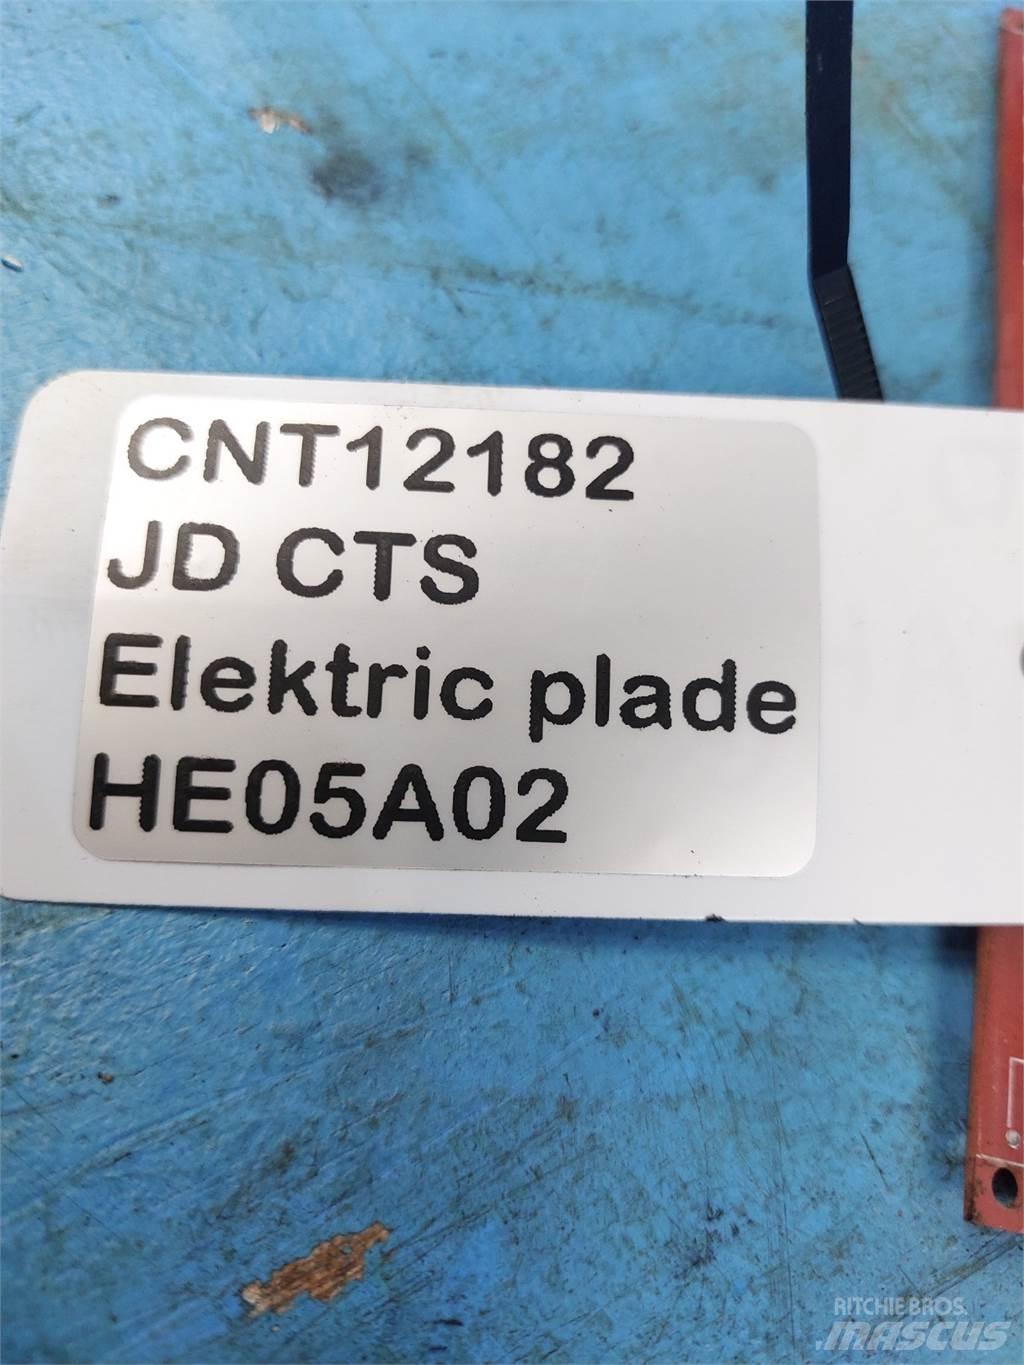 CNT12182
JD CTS
Elektric plade
HE05A02
RITCHIE BROS.
MASCUS